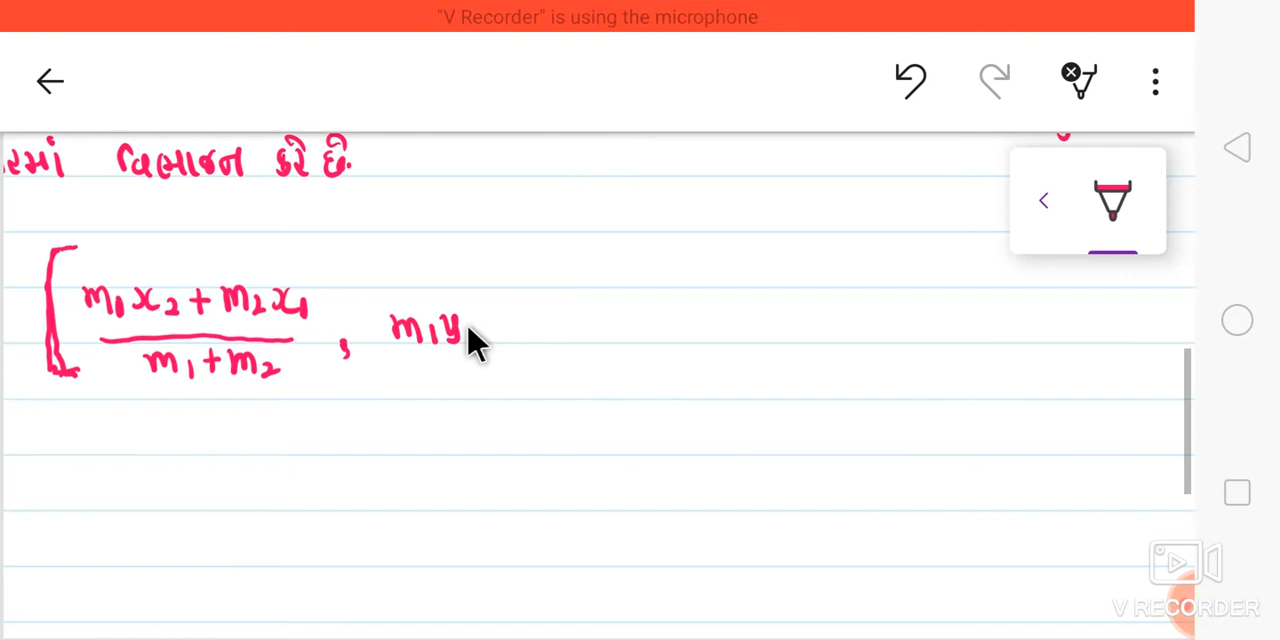 "V Recorder" is using the microphone
રમાં વિભાજન કરે છે.
[ (m₁x₂ + m₂x₁) / (m₁ + m₂) , m₁y
V RECORDER